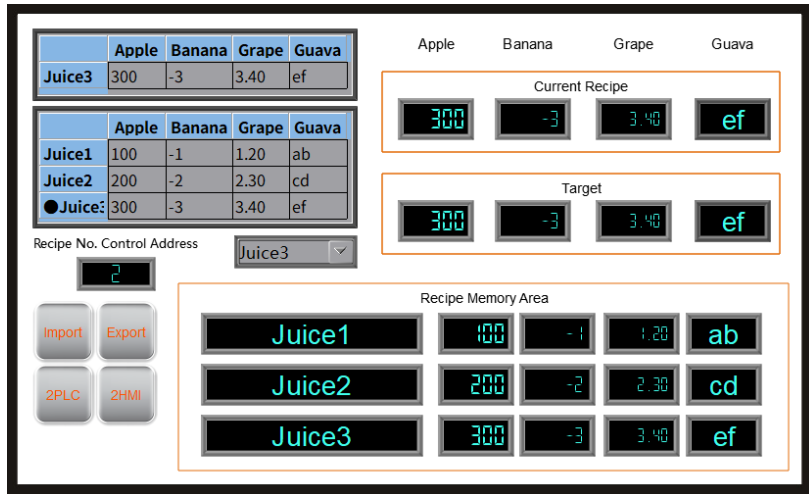 Apple Banana Grape Guava
Juice3 300 -3 3.40 ef
Apple Banana Grape Guava
Juice1 100 -1 1.20 ab
Juice2 200 -2 2.30 cd
●Juice3 300 -3 3.40 ef
Recipe No. Control Address
2
Juice3
Import Export
2PLC 2HMI
Apple Banana Grape Guava
Current Recipe
300 -3 3.40 ef
Target
300 -3 3.40 ef
Recipe Memory Area
Juice1 100 -1 1.20 ab
Juice2 200 -2 2.30 cd
Juice3 300 -3 3.40 ef